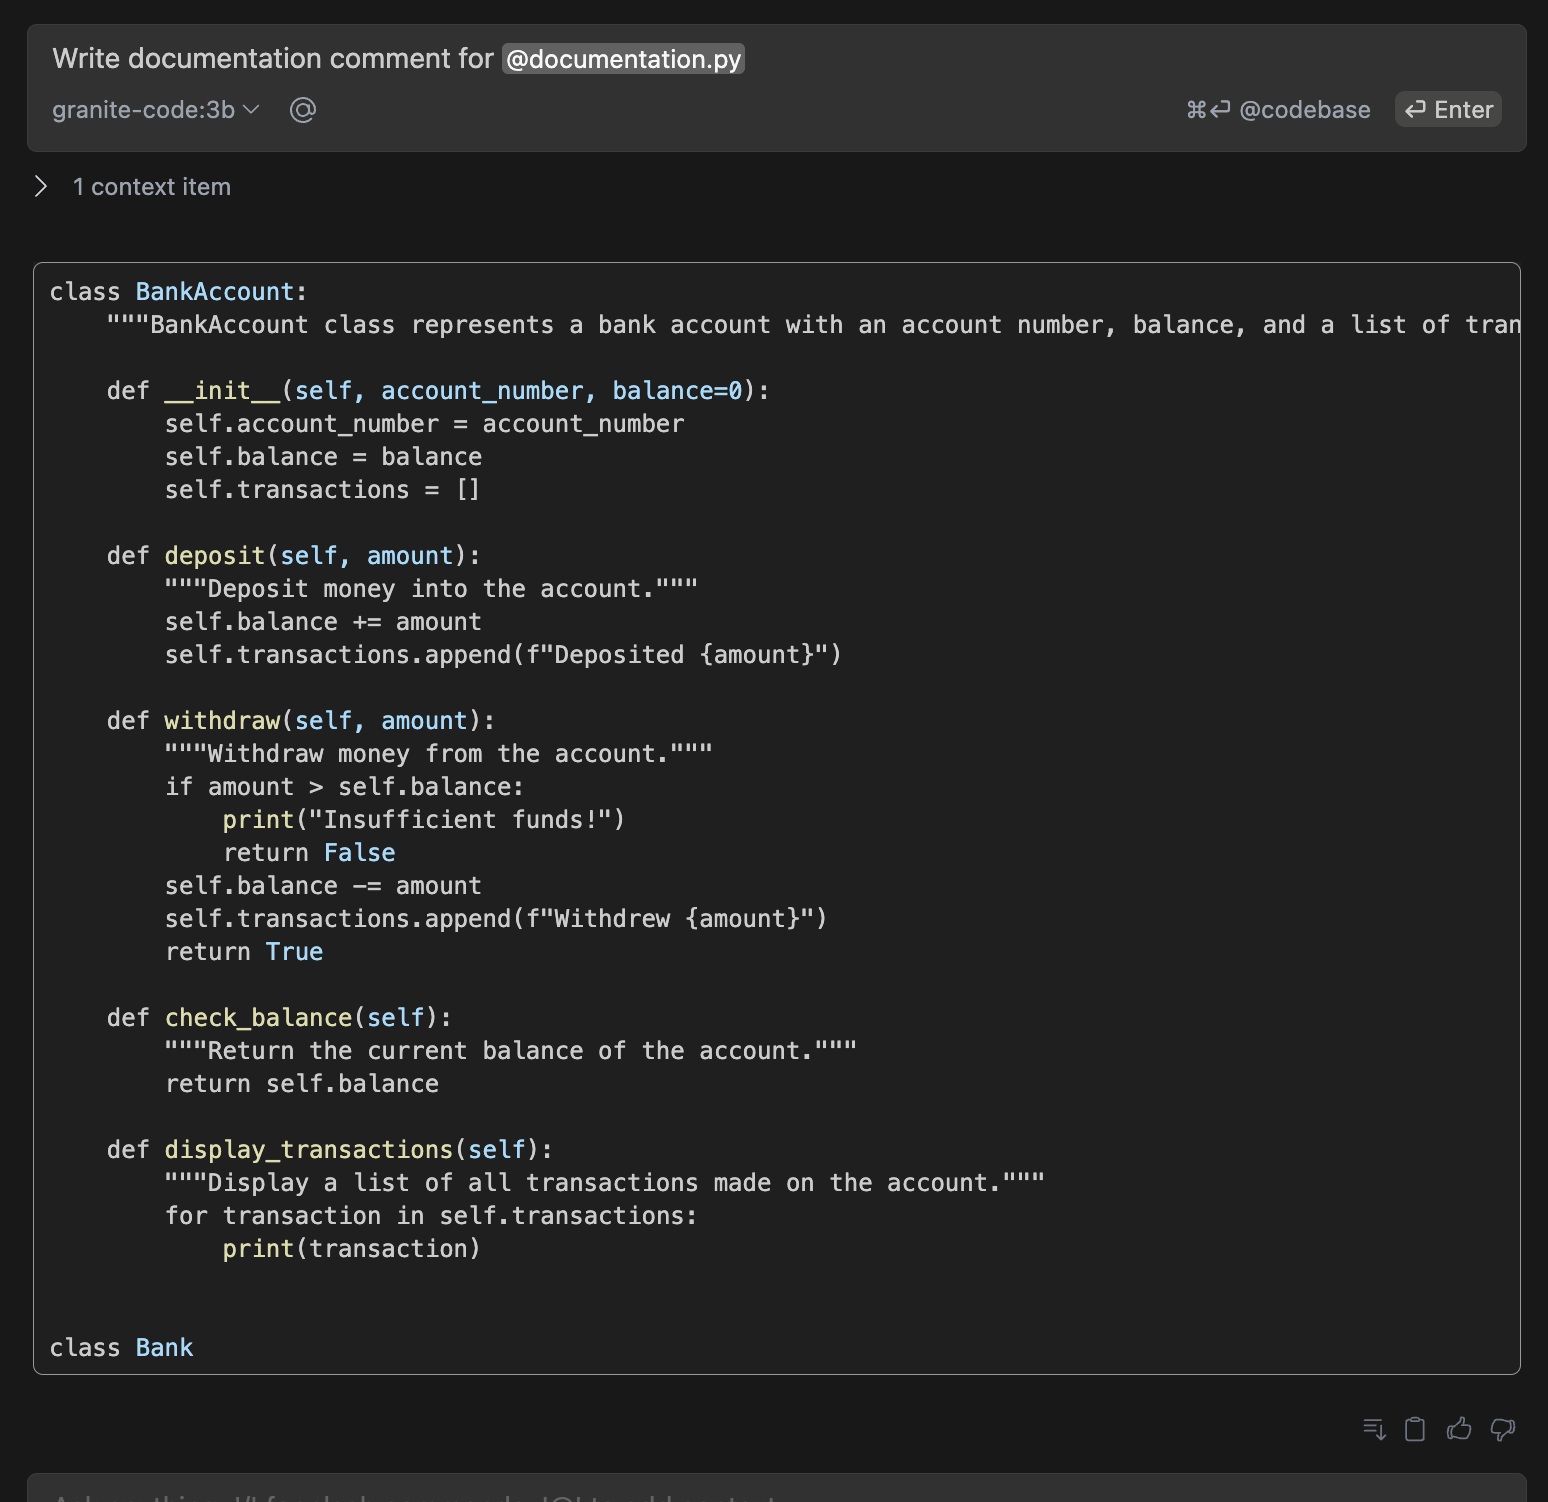 Write documentation comment for @documentation.py
granite-code:3b @codebase Enter
1 context item
class BankAccount:
    """BankAccount class represents a bank account with an account number, balance, and a list of tran

    def __init__(self, account_number, balance=0):
        self.account_number = account_number
        self.balance = balance
        self.transactions = []

    def deposit(self, amount):
        """Deposit money into the account."""
        self.balance += amount
        self.transactions.append(f"Deposited {amount}")

    def withdraw(self, amount):
        """Withdraw money from the account."""
        if amount > self.balance:
            print("Insufficient funds!")
            return False
        self.balance -= amount
        self.transactions.append(f"Withdrew {amount}")
        return True

    def check_balance(self):
        """Return the current balance of the account."""
        return self.balance

    def display_transactions(self):
        """Display a list of all transactions made on the account."""
        for transaction in self.transactions:
            print(transaction)


class Bank